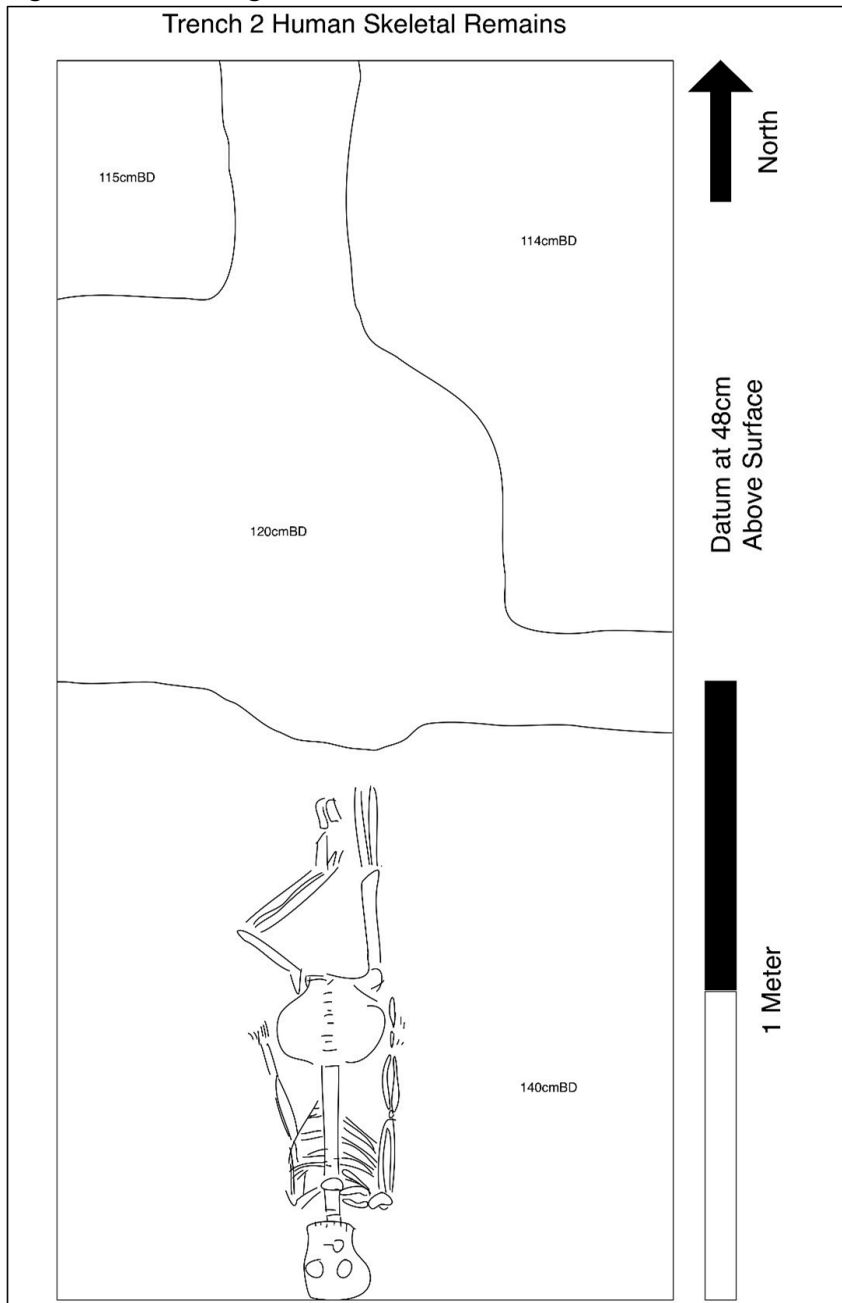 Trench 2 Human Skeletal Remains
North
115cmBD
114cmBD
Datum at 48cm
Above Surface
120cmBD
1 Meter
140cmBD